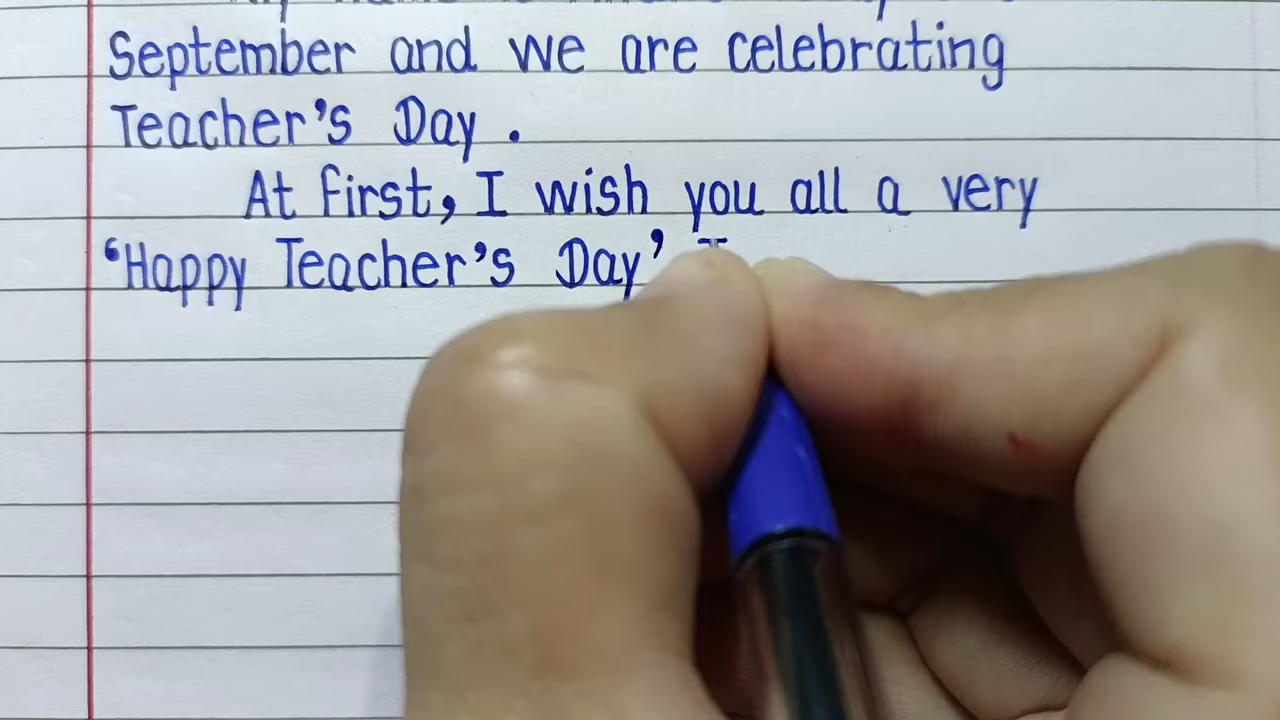 September and we are celebrating
Teacher's Day .
At first, I wish you all a very
'Happy Teacher's Day'